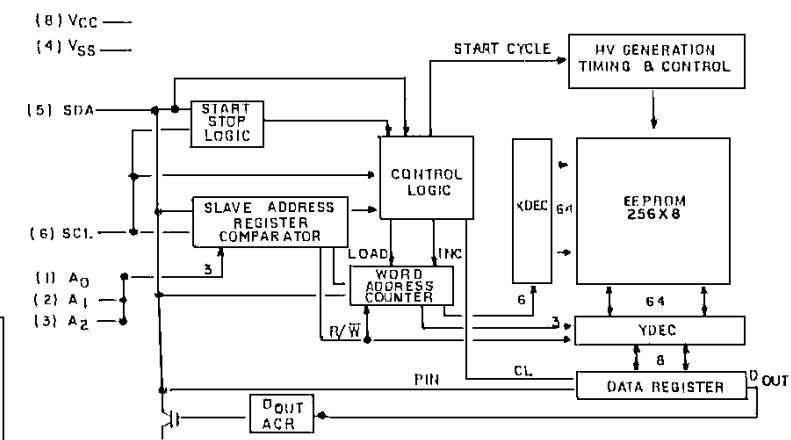 (8) VCC
(4) VSS
START CYCLE
HV GENERATION
TIMING & CONTROL
(5) SDA
START
STOP
LOGIC
CONTROL
LOGIC
XDEC
64
EEPROM
256X8
SLAVE ADDRESS
REGISTER
COMPARATOR
(6) SCL
LOAD
INC
(1) A0
3
WORD
ADDRESS
COUNTER
(2) A1
6
64
(3) A2
R/W̅
3
YDEC
8
CL
PIN
DATA REGISTER
DOUT
DOUT
ACR